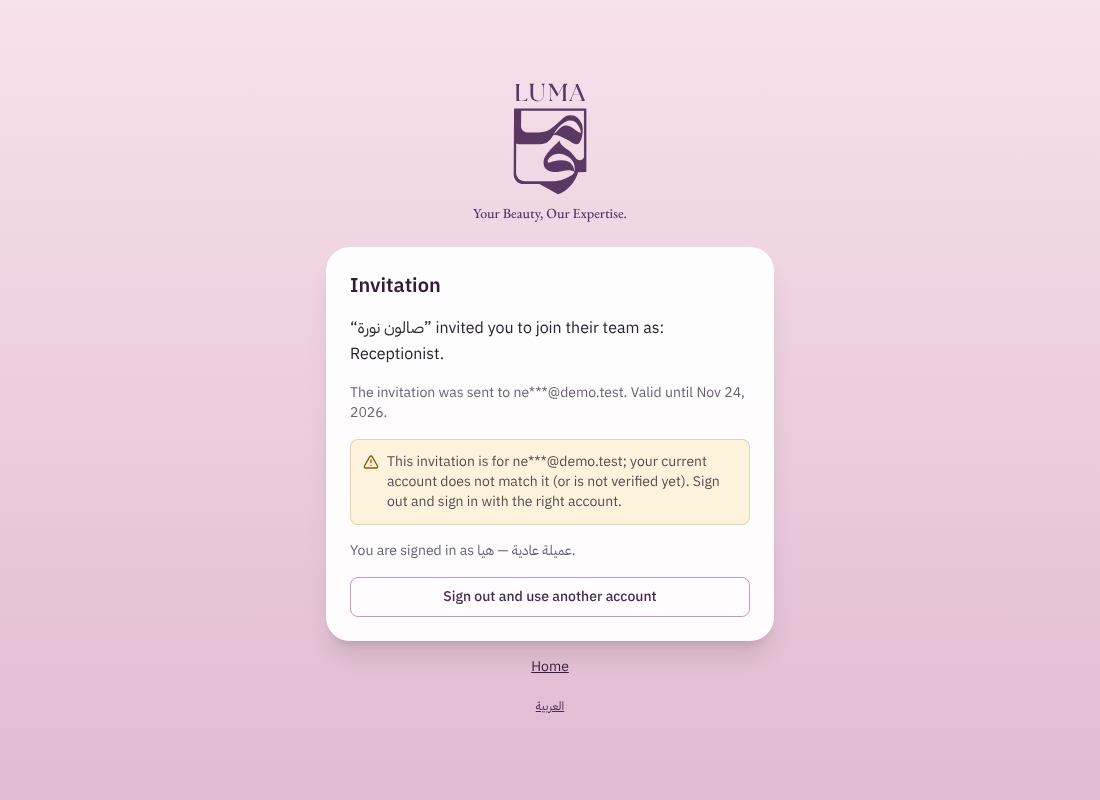 LUMA
Your Beauty, Our Expertise.
Invitation
“صالون نورة” invited you to join their team as:
Receptionist.
The invitation was sent to ne***@demo.test. Valid until Nov 24,
2026.
This invitation is for ne***@demo.test; your current
account does not match it (or is not verified yet). Sign
out and sign in with the right account.
You are signed in as هيا — عميلة عادية.
Sign out and use another account
Home
العربية